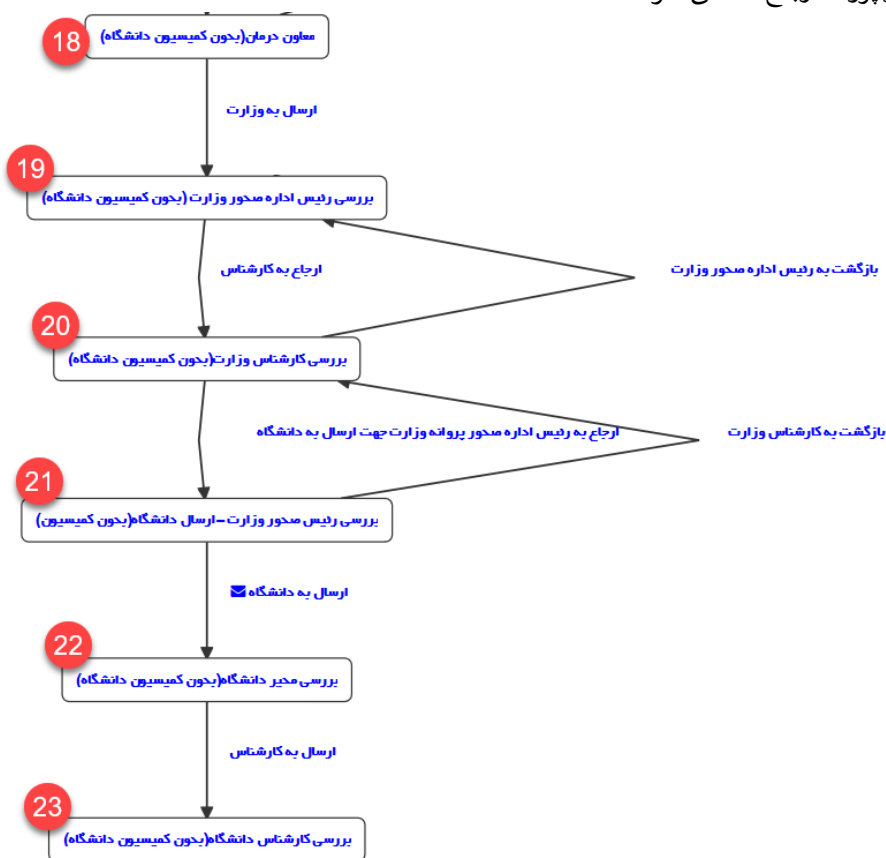 18
معاون درمان(بدون کمیسیون دانشگاه)
ارسال به وزارت
19
بررسی رئیس اداره صدور وزارت (بدون کمیسیون دانشگاه)
ارجاع به کارشناس
بازگشت به رئیس اداره صدور وزارت
20
بررسی کارشناس وزارت(بدون کمیسیون دانشگاه)
ارجاع به رئیس اداره صدور پروانه وزارت جهت ارسال به دانشگاه
بازگشت به کارشناس وزارت
21
بررسی رئیس صدور وزارت-ارسال دانشگاه(بدون کمیسیون)
ارسال به دانشگاه
22
بررسی مدیر دانشگاه(بدون کمیسیون دانشگاه)
ارسال به کارشناس
23
بررسی کارشناس دانشگاه(بدون کمیسیون دانشگاه)